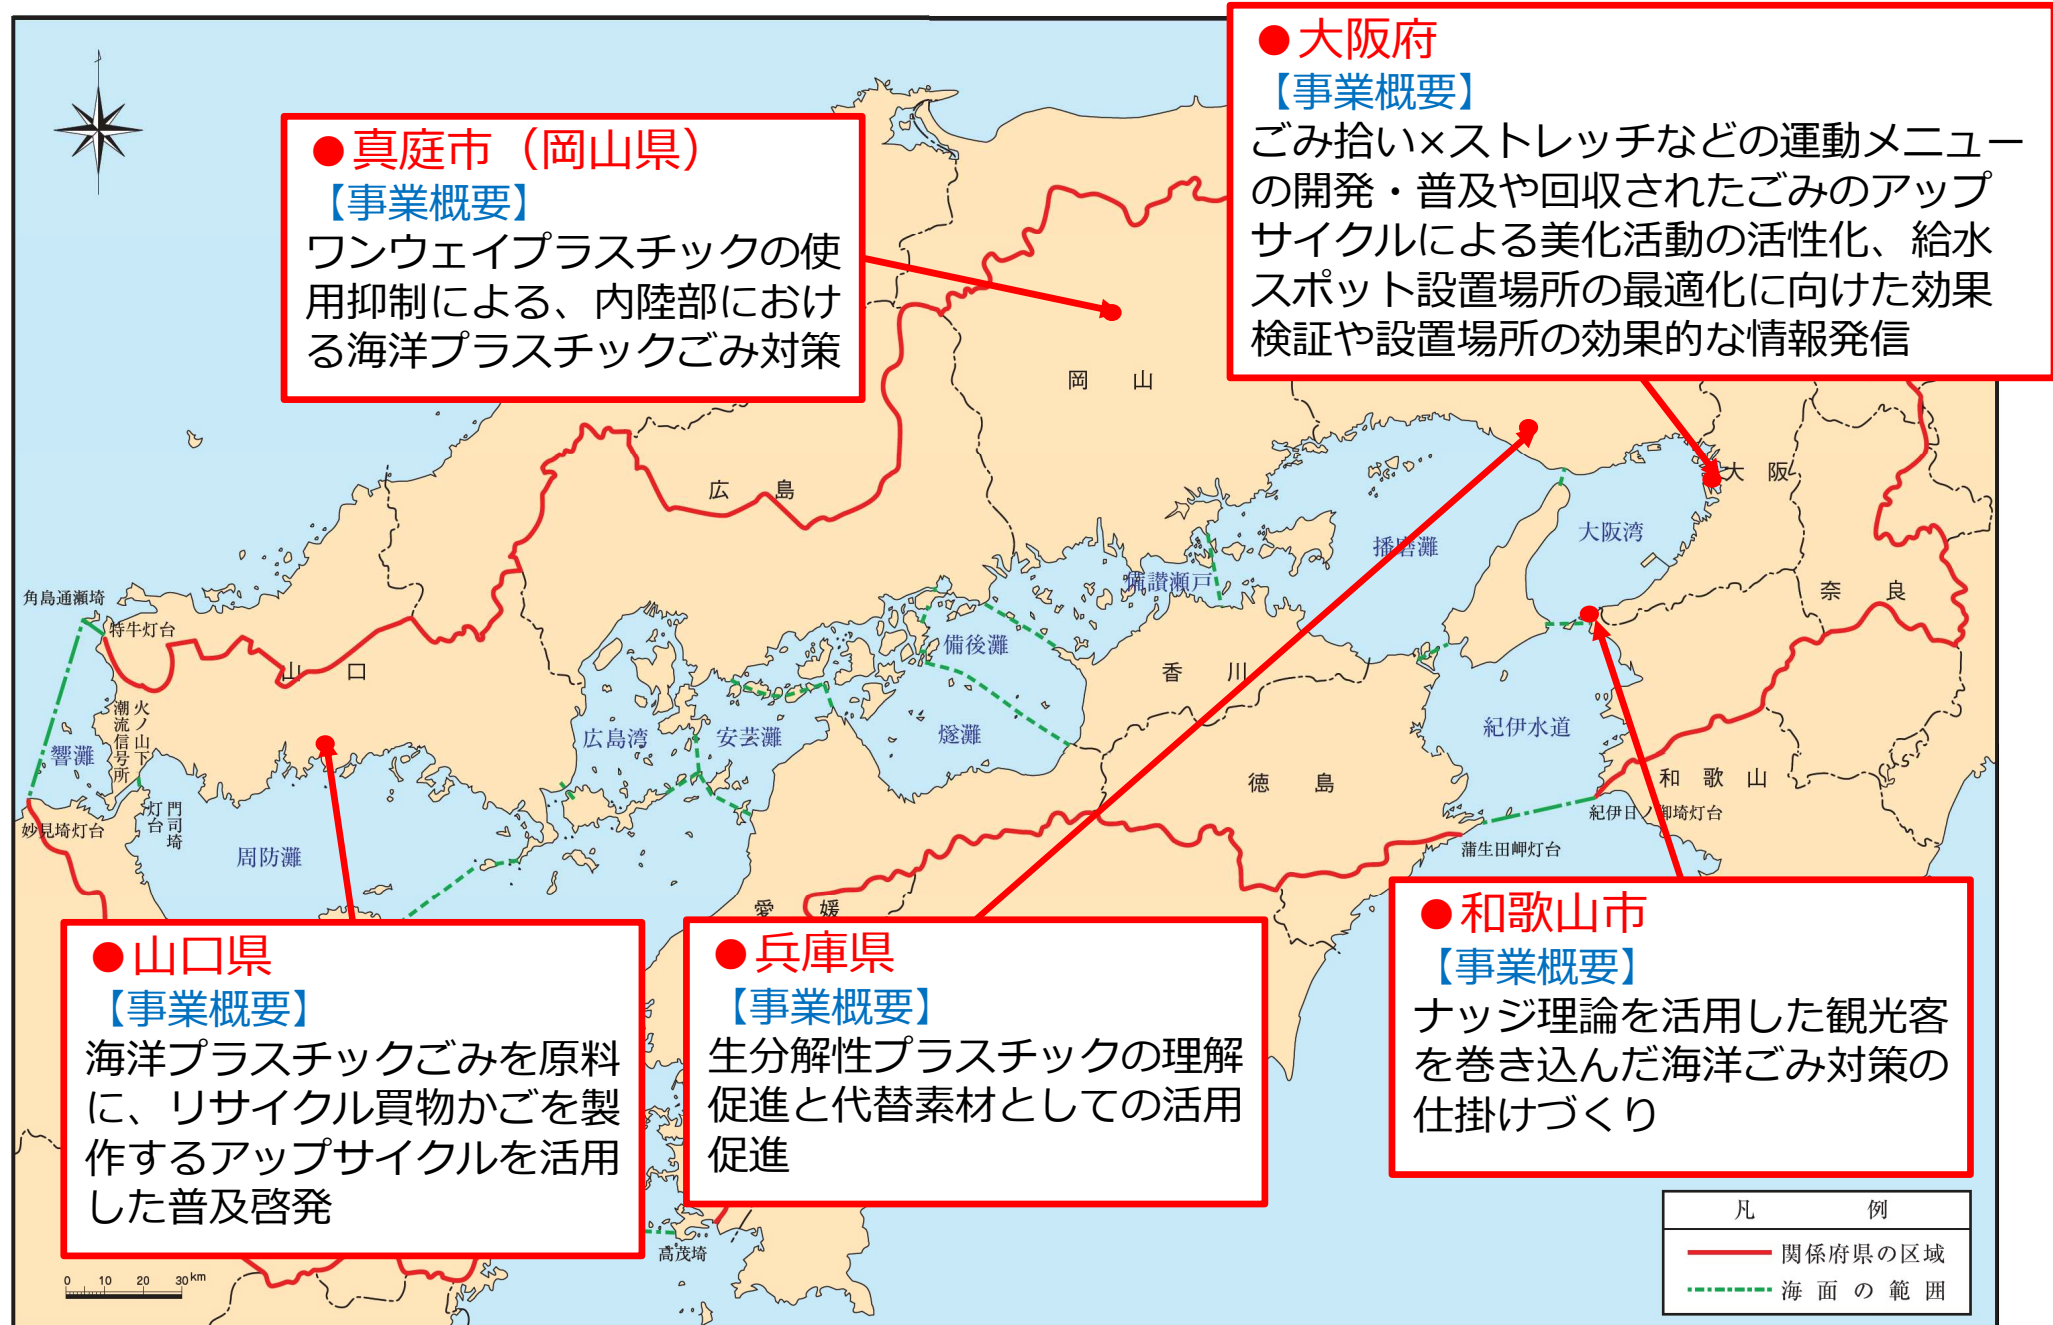 ●大阪府
【事業概要】
ごみ拾い×ストレッチなどの運動メニュー
の開発・普及や回収されたごみのアップ
サイクルによる美化活動の活性化、給水
スポット設置場所の最適化に向けた効果
検証や設置場所の効果的な情報発信
●真庭市（岡山県）
【事業概要】
ワンウェイプラスチックの使
用抑制による、内陸部におけ
る海洋プラスチックごみ対策
岡 山
広 島
大 阪
大阪湾
播磨灘
備讃瀬戸
奈 良
角島通瀬埼
特牛灯台
備後灘
香 川
山 口
火ノ山下
潮流信号所
響灘
広島湾
安芸灘
燧灘
紀伊水道
徳 島
和 歌 山
紀伊日ノ御埼灯台
妙見埼灯台
門司埼
灯台
周防灘
蒲生田岬灯台
愛 媛
●山口県
【事業概要】
海洋プラスチックごみを原料
に、リサイクル買物かごを製
作するアップサイクルを活用
した普及啓発
●兵庫県
【事業概要】
生分解性プラスチックの理解
促進と代替素材としての活用
促進
●和歌山市
【事業概要】
ナッジ理論を活用した観光客
を巻き込んだ海洋ごみ対策の
仕掛けづくり
高茂埼
0 10 20 30km
凡 例
関係府県の区域
海面の範囲